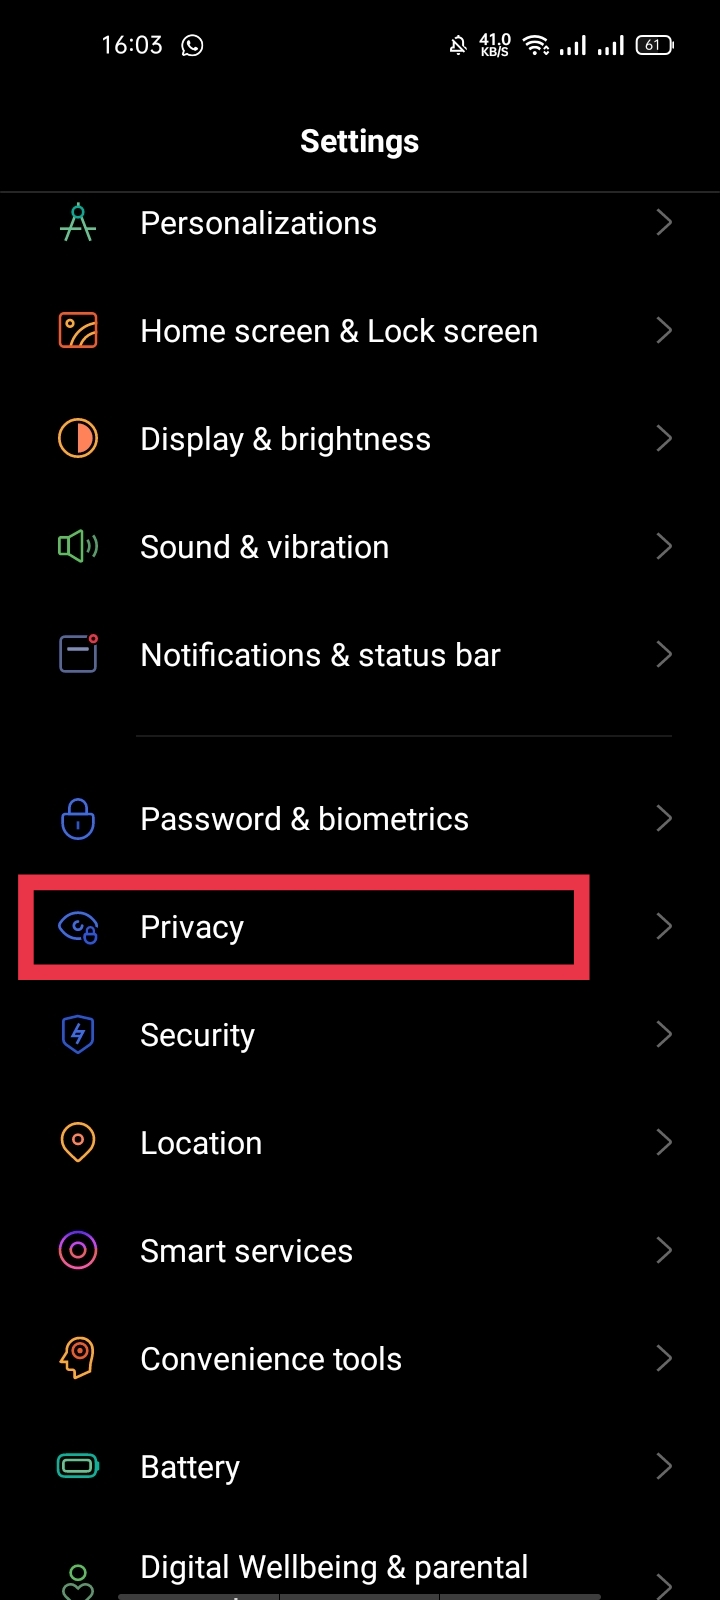 16:03
41.0
KB/S
61
Settings
Personalizations
Home screen & Lock screen
Display & brightness
Sound & vibration
Notifications & status bar
Password & biometrics
Privacy
Security
Location
Smart services
Convenience tools
Battery
Digital Wellbeing & parental